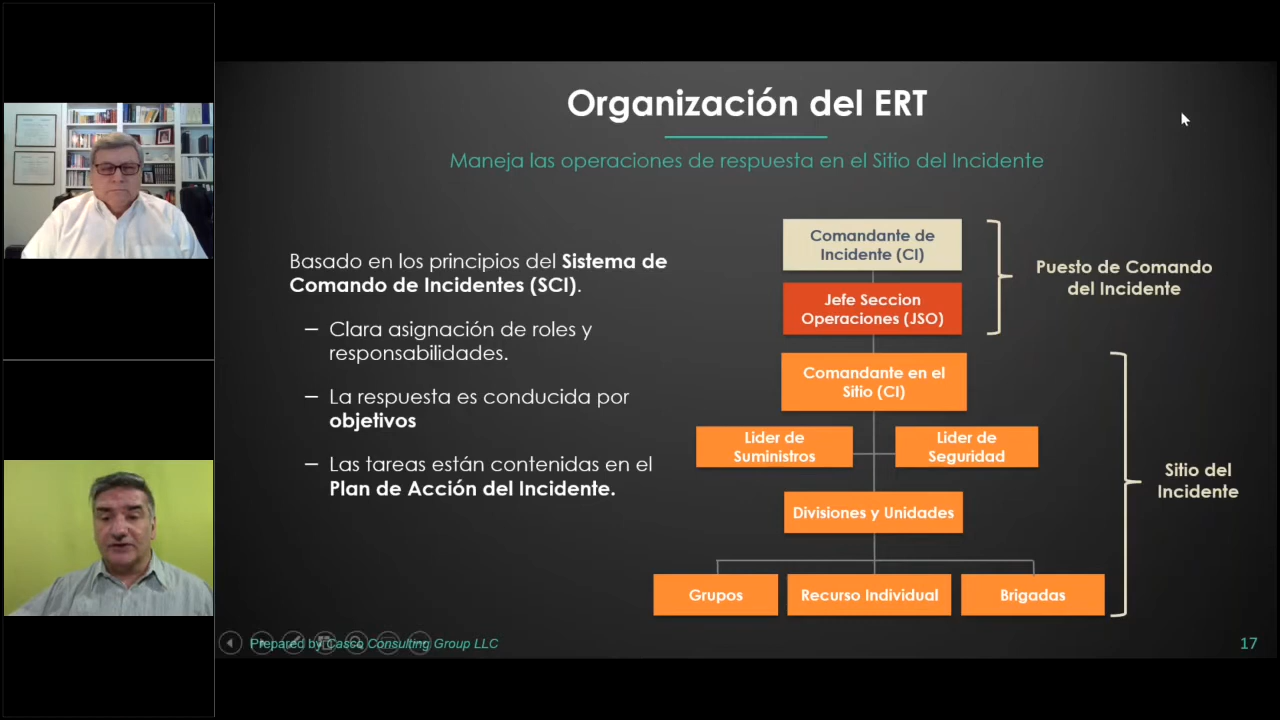 Organización del ERT
Maneja las operaciones de respuesta en el Sitio del Incidente
Basado en los principios del Sistema de
Comando de Incidentes (SCI).
– Clara asignación de roles y
responsabilidades.
– La respuesta es conducida por
objetivos
– Las tareas están contenidas en el
Plan de Acción del Incidente.
Comandante de
Incidente (CI)
Jefe Seccion
Operaciones (JSO)
Puesto de Comando
del Incidente
Comandante en el
Sitio (CI)
Lider de
Suministros
Lider de
Seguridad
Divisiones y Unidades
Grupos
Recurso Individual
Brigadas
Sitio del
Incidente
Prepared by Casco Consulting Group LLC
17